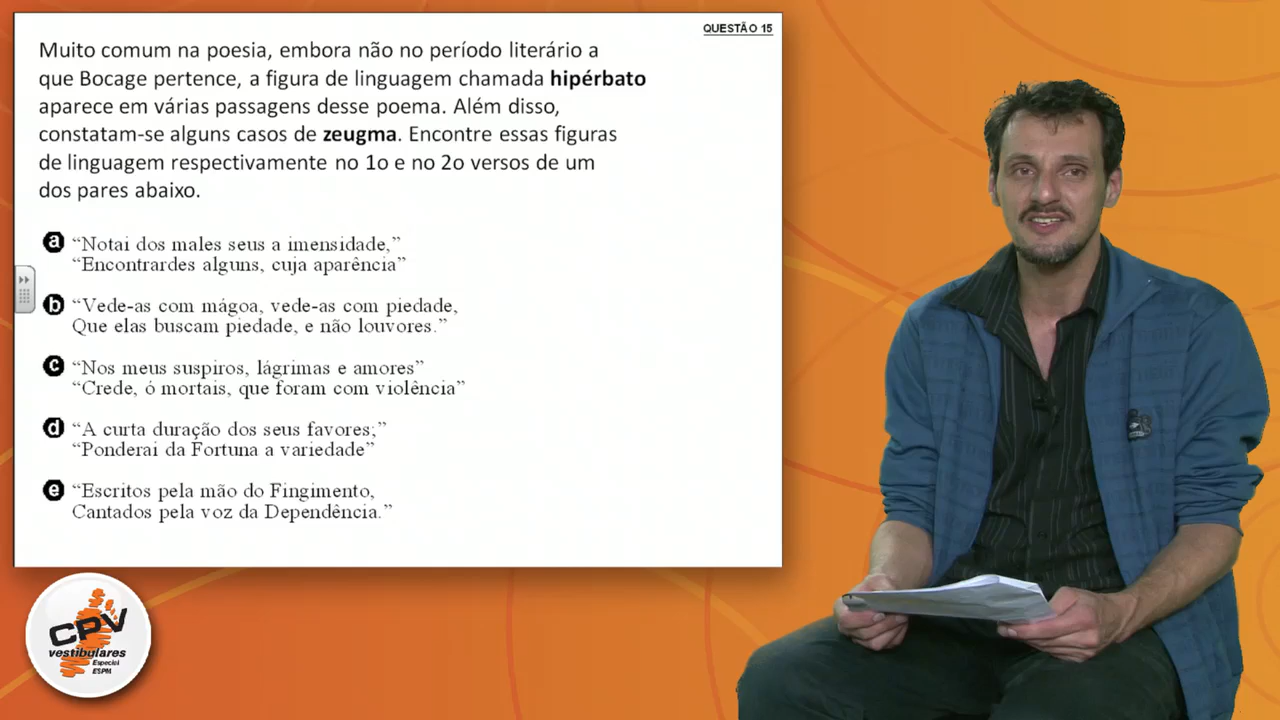 QUESTÃO 15
Muito comum na poesia, embora não no período literário a
que Bocage pertence, a figura de linguagem chamada hipérbato
aparece em várias passagens desse poema. Além disso,
constatam-se alguns casos de zeugma. Encontre essas figuras
de linguagem respectivamente no 1o e no 2o versos de um
dos pares abaixo.
a “Notai dos males seus a imensidade,”
“Encontrardes alguns, cuja aparência”
b “Vede-as com mágoa, vede-as com piedade,
Que elas buscam piedade, e não louvores.”
c “Nos meus suspiros, lágrimas e amores”
“Crede, ó mortais, que foram com violência”
d “A curta duração dos seus favores;”
“Ponderai da Fortuna a variedade”
e “Escritos pela mão do Fingimento,
Cantados pela voz da Dependência.”
CPV
vestibulares
Especial
ESPM